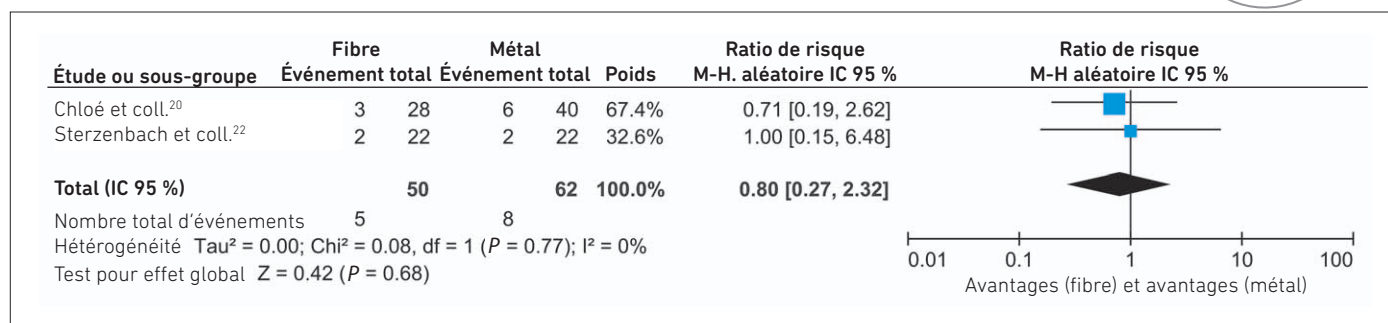 Fibre Métal Ratio de risque Ratio de risque
Étude ou sous-groupe Événement total Événement total Poids M-H. aléatoire IC 95 % M-H aléatoire IC 95 %
Chloé et coll.20 3 28 6 40 67.4% 0.71 [0.19, 2.62]
Sterzenbach et coll.22 2 22 2 22 32.6% 1.00 [0.15, 6.48]
Total (IC 95 %) 50 62 100.0% 0.80 [0.27, 2.32]
Nombre total d’événements 5 8
Hétérogénéité Tau² = 0.00; Chi² = 0.08, df = 1 (P = 0.77); I² = 0%
Test pour effet global Z = 0.42 (P = 0.68)
0.01 0.1 1 10 100
Avantages (fibre) et avantages (métal)